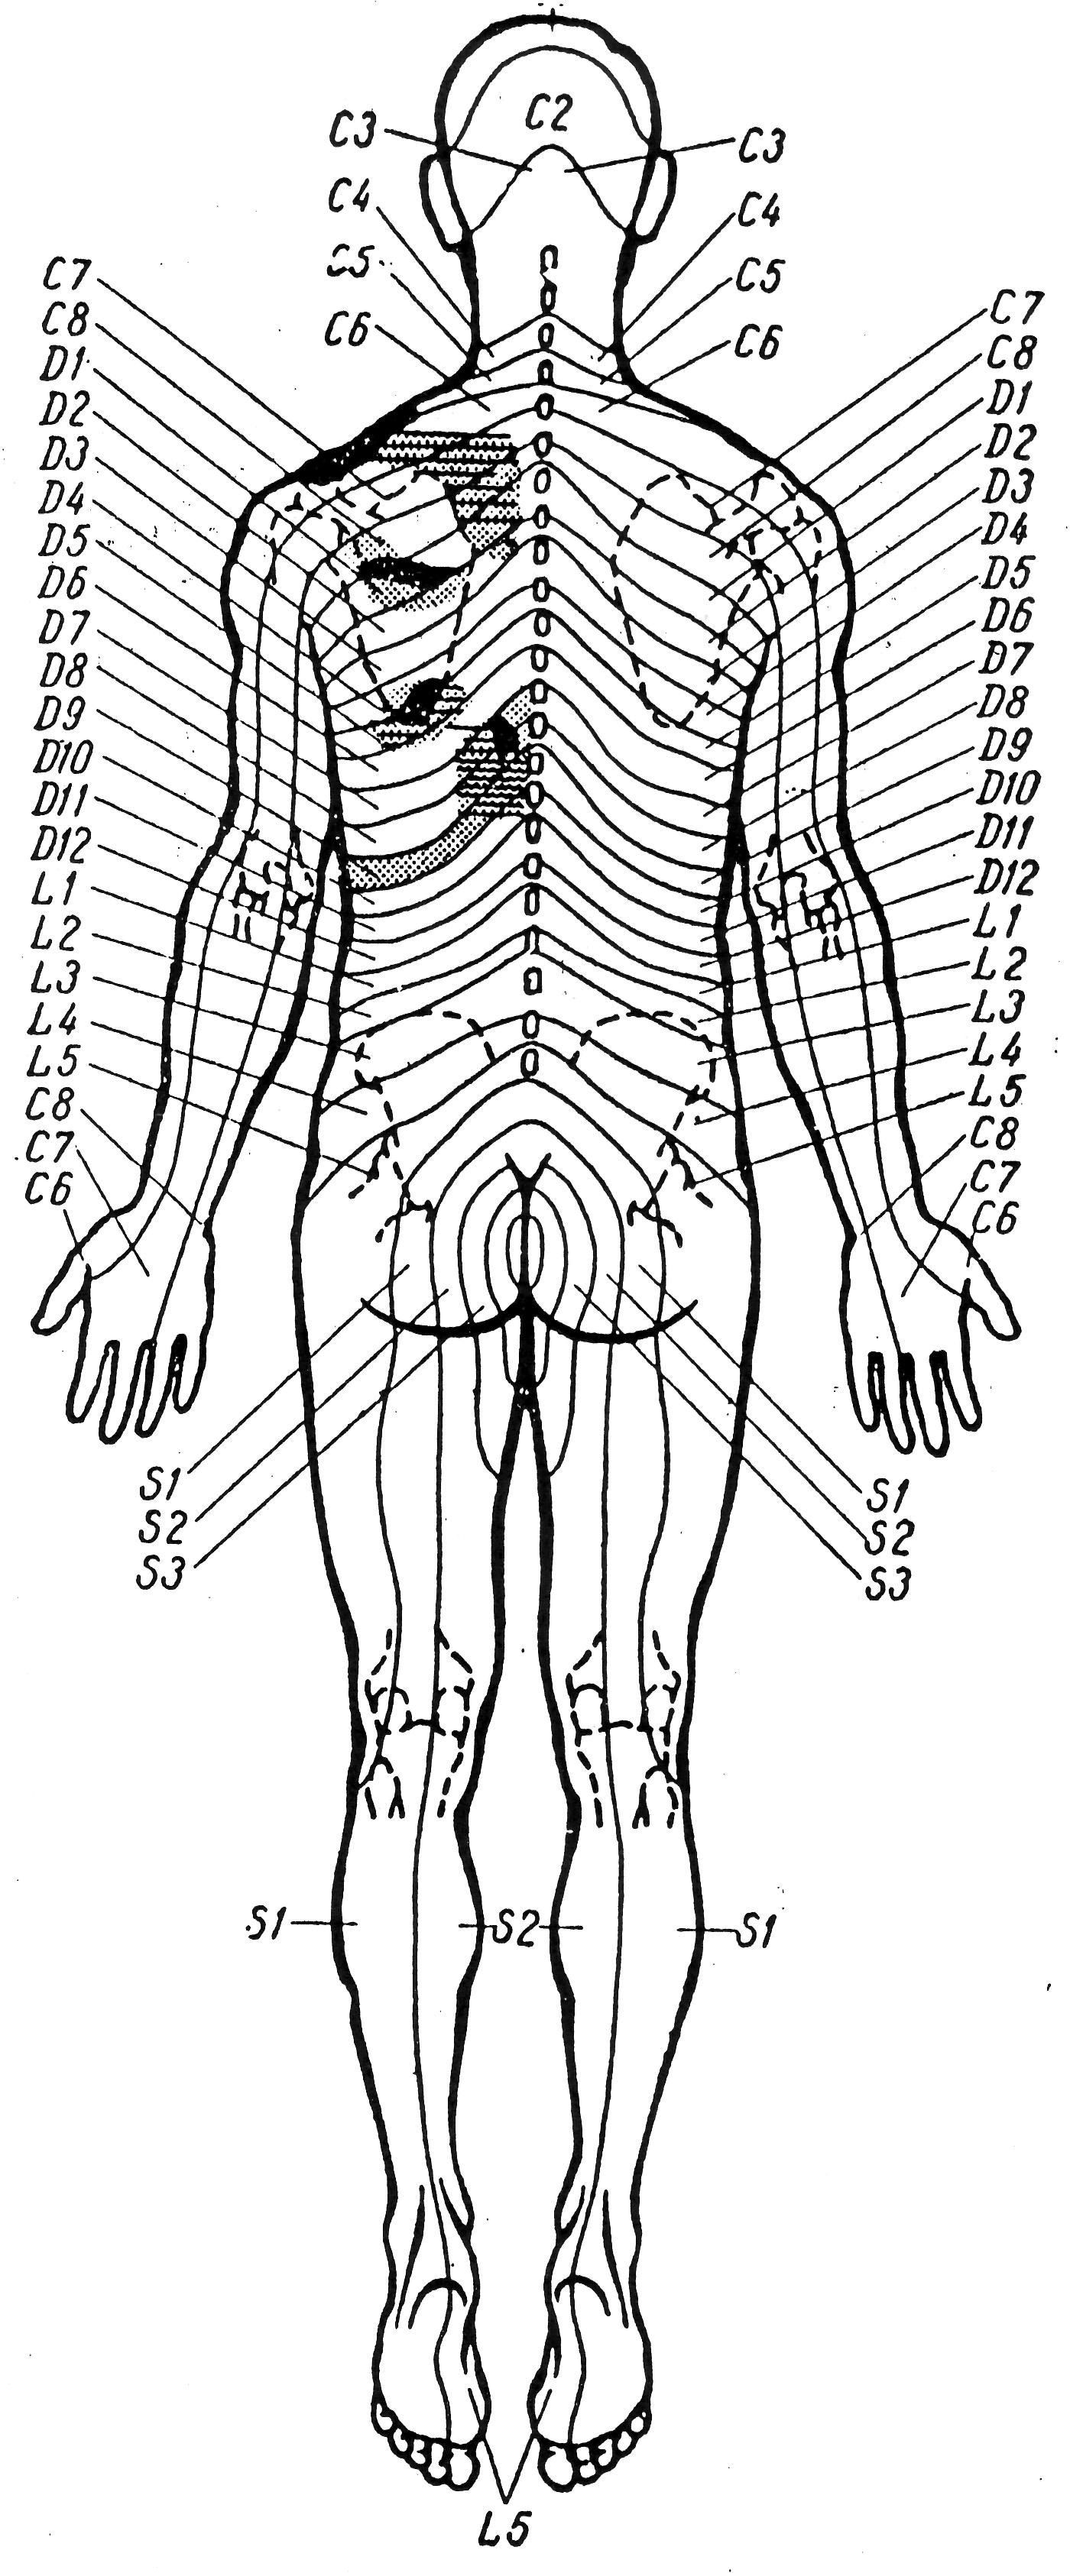 C2
C3
C3
C4
C4
C5
C5
C6
C6
C7
C8
D1
D2
D3
D4
D5
D6
D7
D8
D9
D10
D11
D12
L1
L2
L3
L4
L5
C8
C7
C6
C7
C8
D1
D2
D3
D4
D5
D6
D7
D8
D9
D10
D11
D12
L1
L2
L3
L4
L5
C8
C7
C6
S1
S2
S3
S1
S2
S3
S1
S2
S1
L5